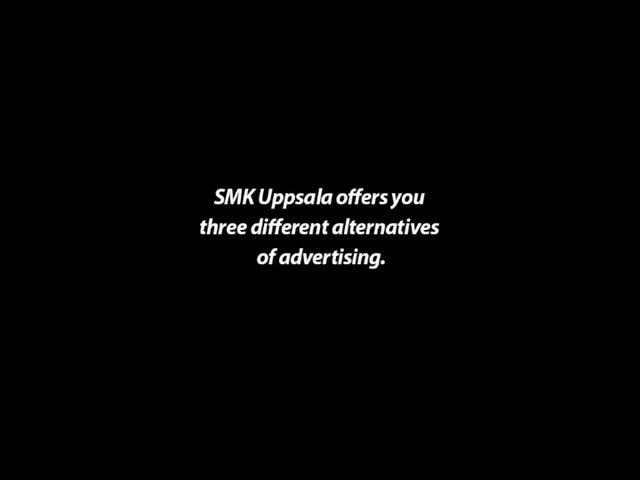 SMK Uppsala offers you
three different alternatives
of advertising.